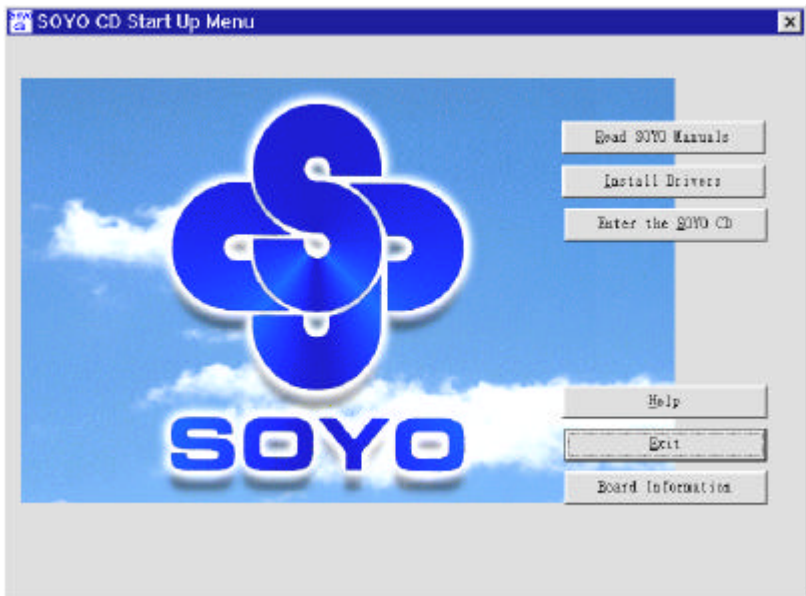 SOYO CD Start Up Menu
Read SOYO Manuals
Install Drivers
Enter the SOYO CD
SOYO
Help
Exit
Board Information